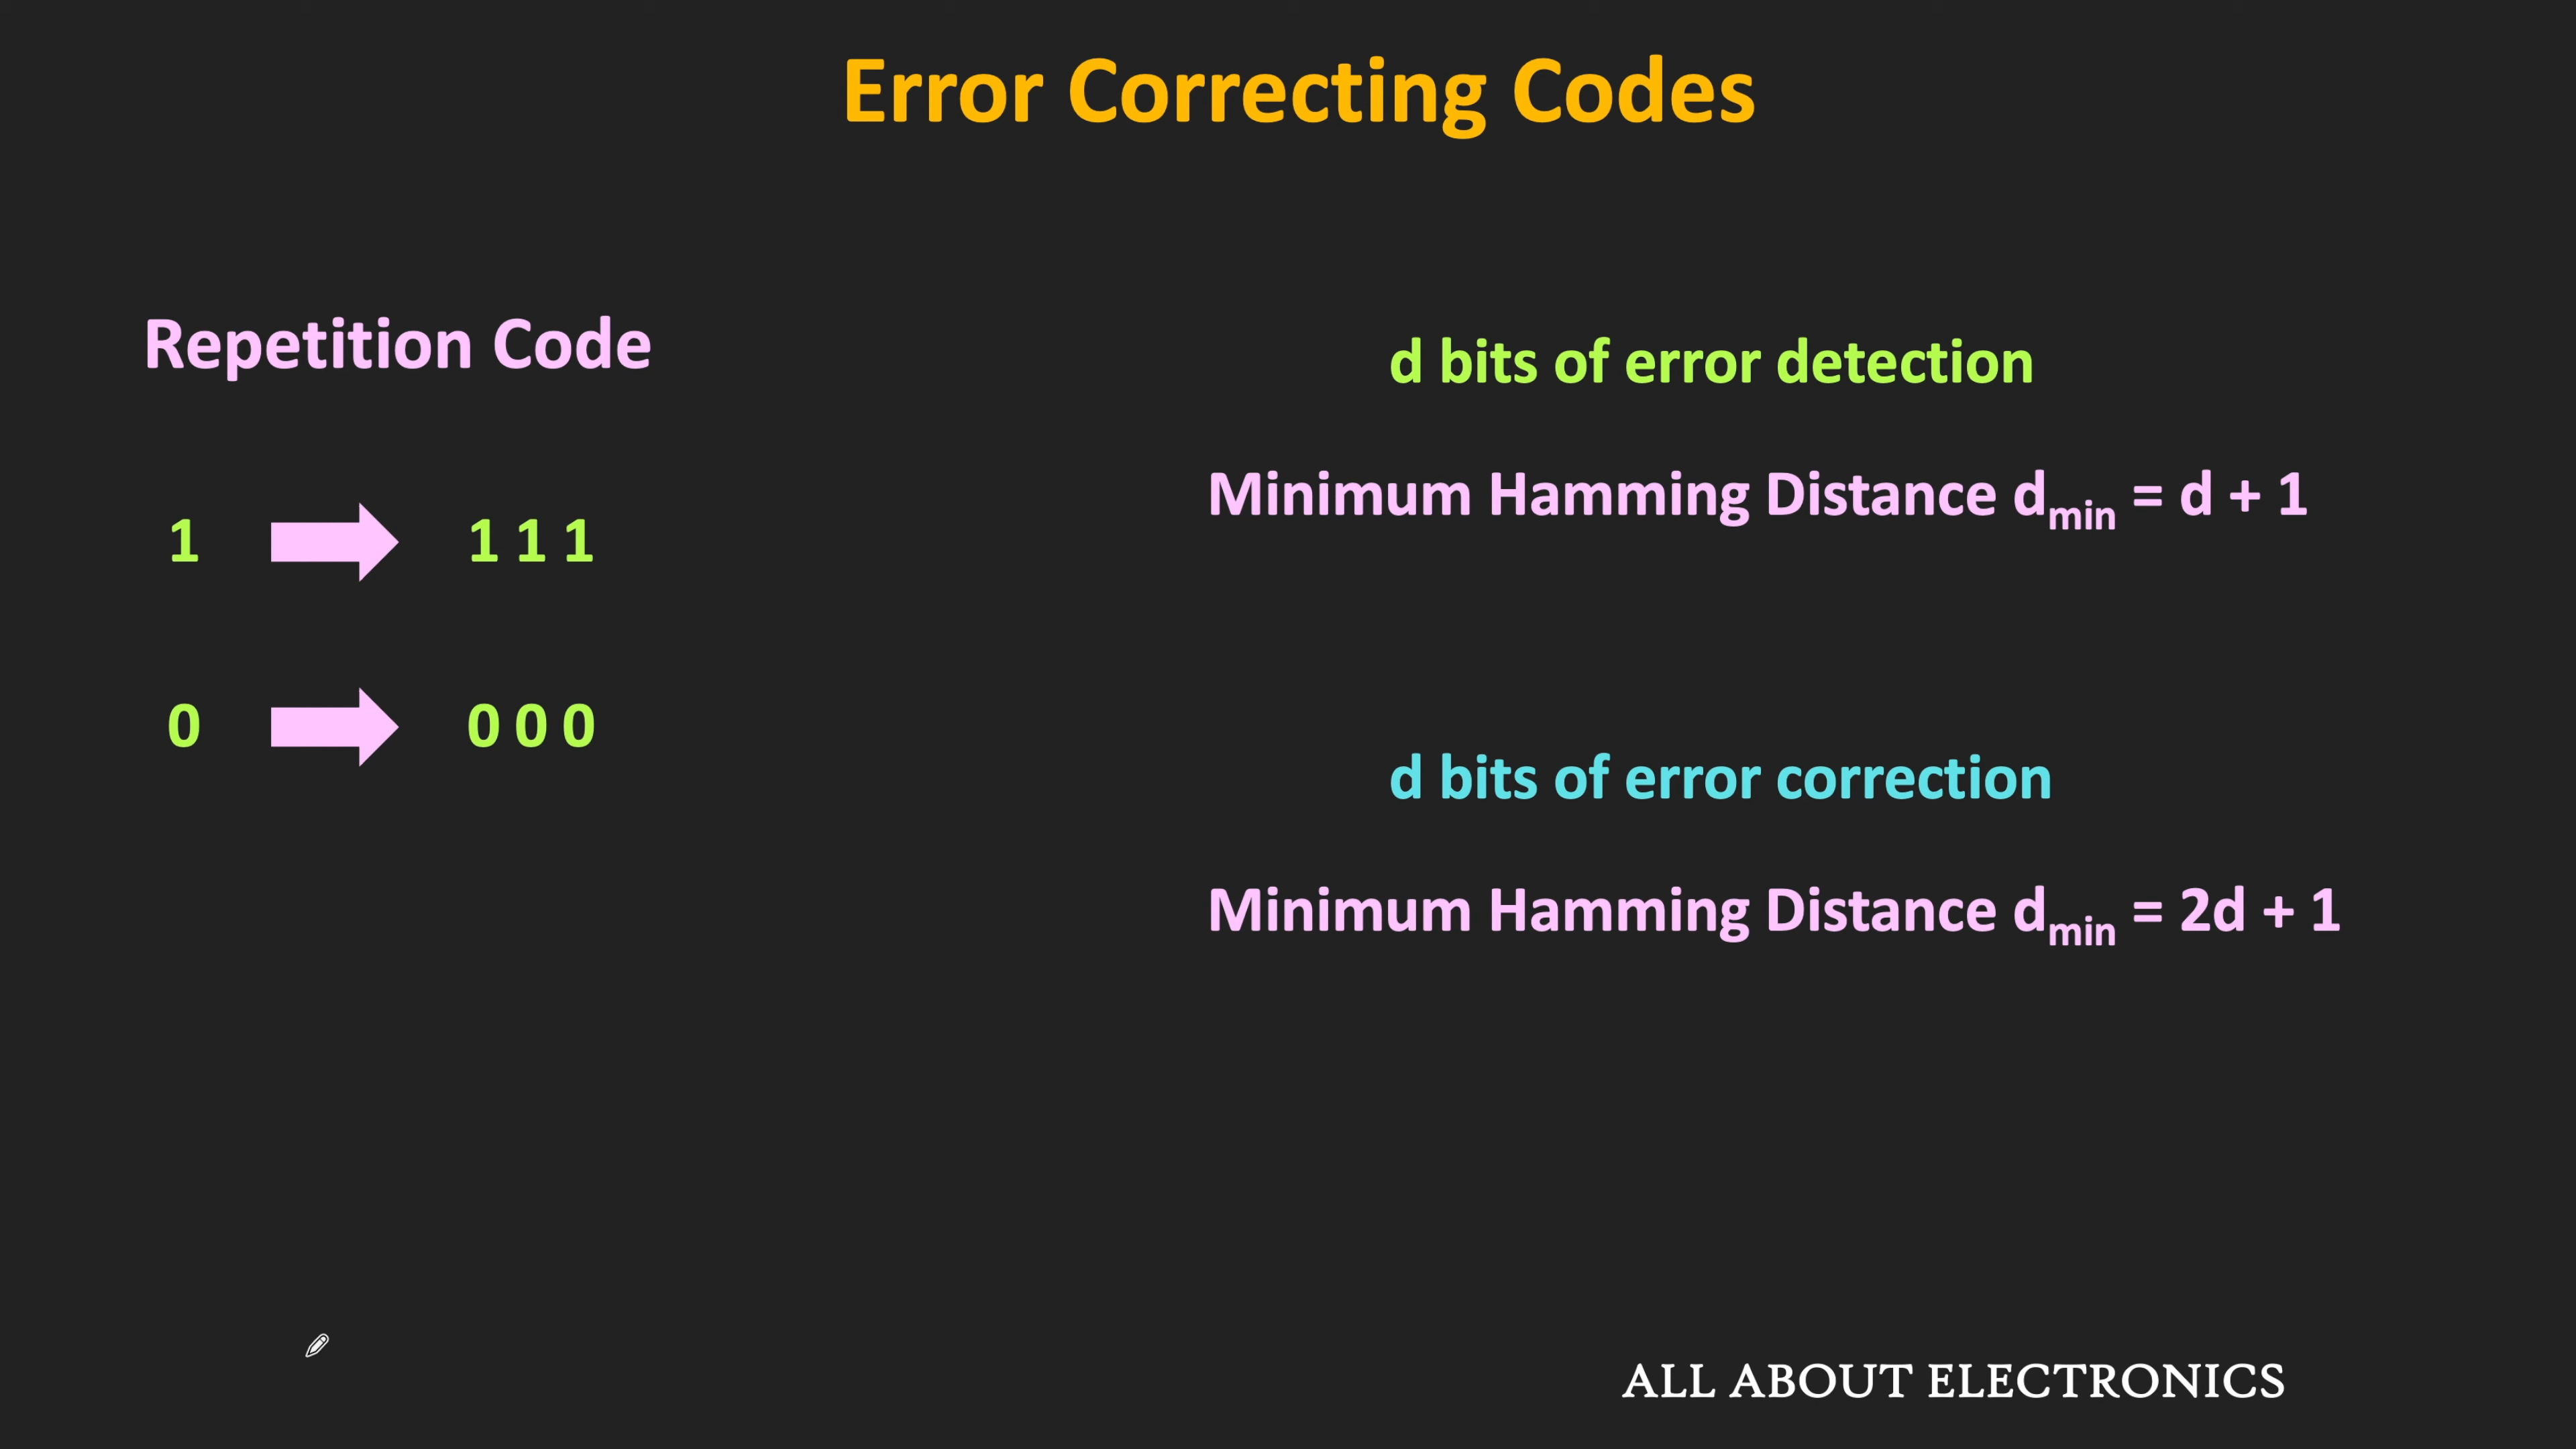 Error Correcting Codes
Repetition Code
1 1 1 1
0 0 0 0
d bits of error detection
Minimum Hamming Distance dmin = d + 1
d bits of error correction
Minimum Hamming Distance dmin = 2d + 1
ALL ABOUT ELECTRONICS